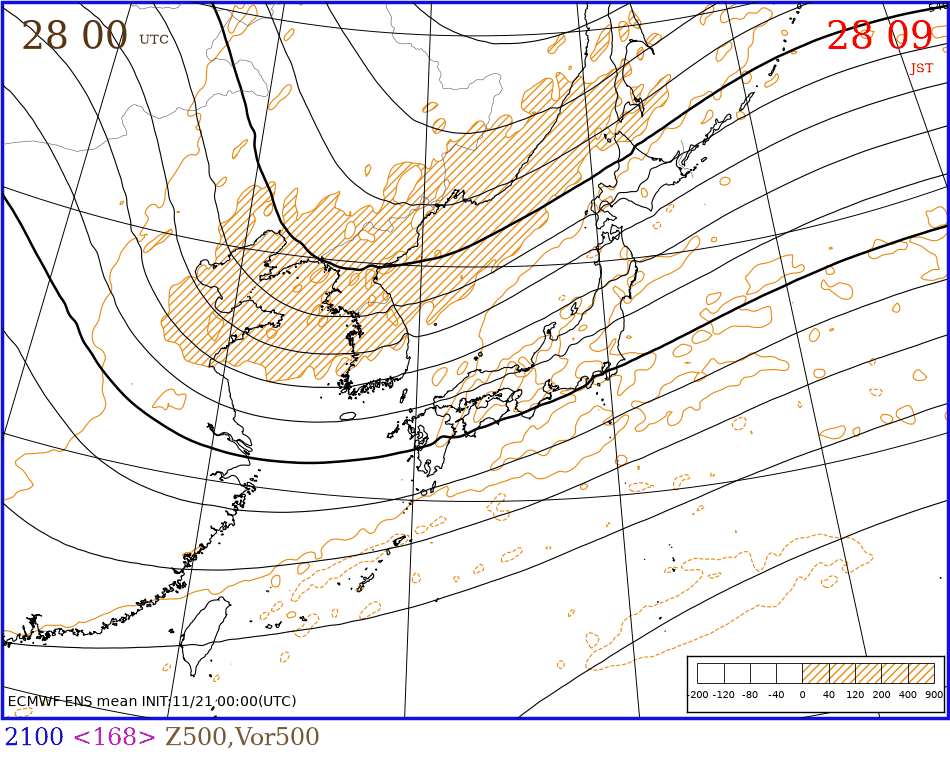 28 00 UTC
28 09
JST
ECMWF ENS mean INIT:11/21 00:00(UTC)
-200 -120 -80 -40 0 40 120 200 400 900
2100 <168> Z500,Vor500